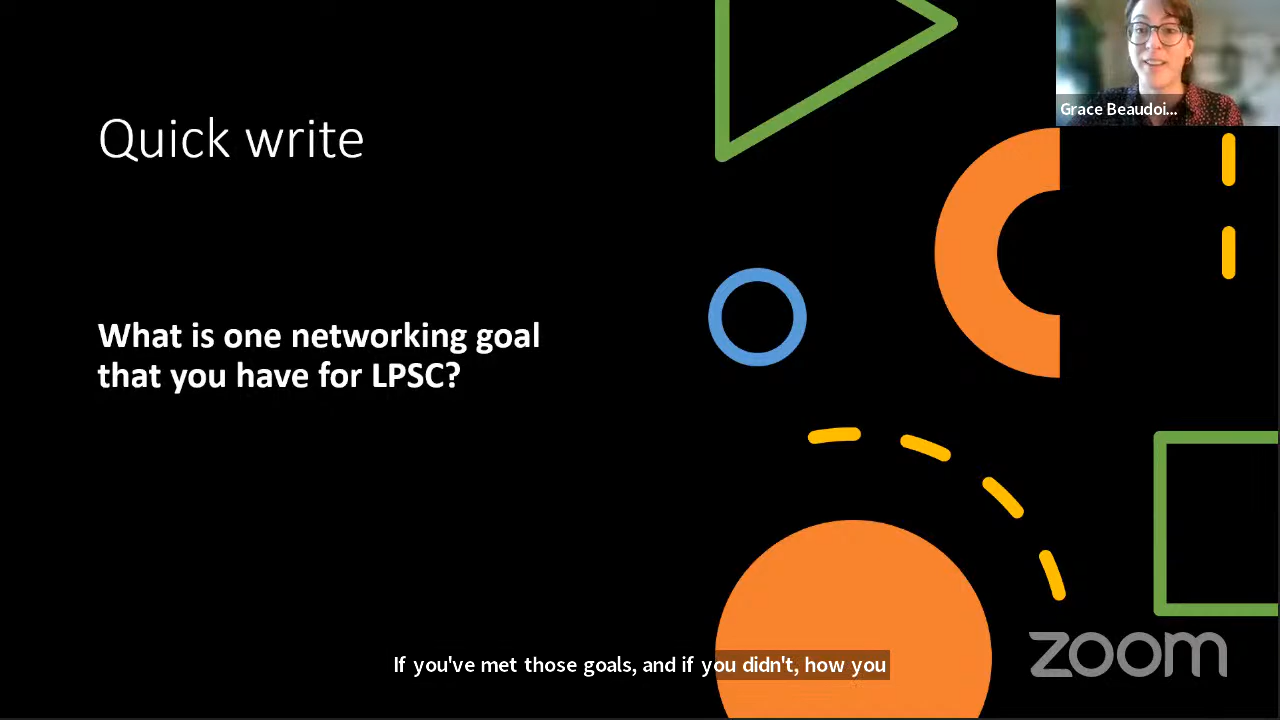 Quick write
Grace Beaudoi...
What is one networking goal
that you have for LPSC?
If you've met those goals, and if you didn't, how you
zoom